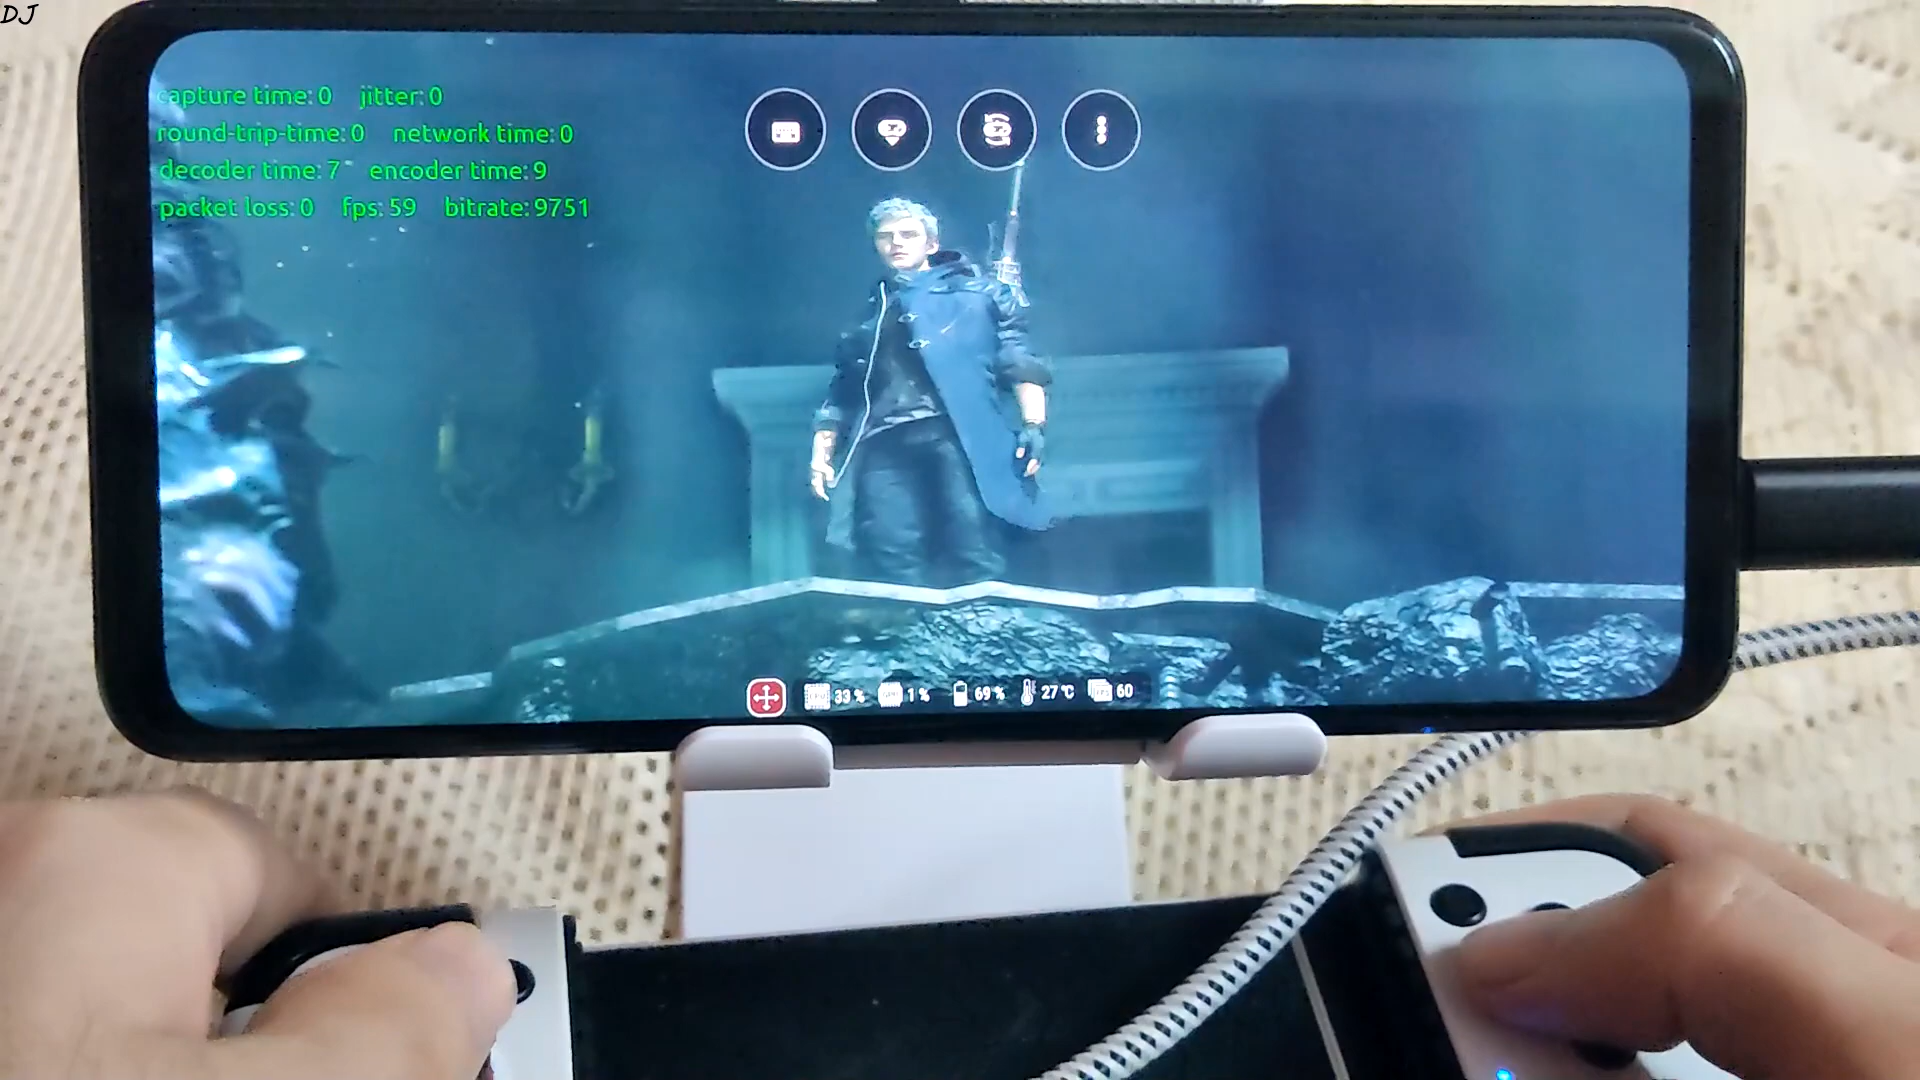 DJ
capture time: 0 jitter: 0
round-trip-time: 0 network time: 0
decoder time: 7 encoder time: 9
packet loss: 0 fps: 59 bitrate: 9751
33 % 1 % 69 % 27 °C FPS 60